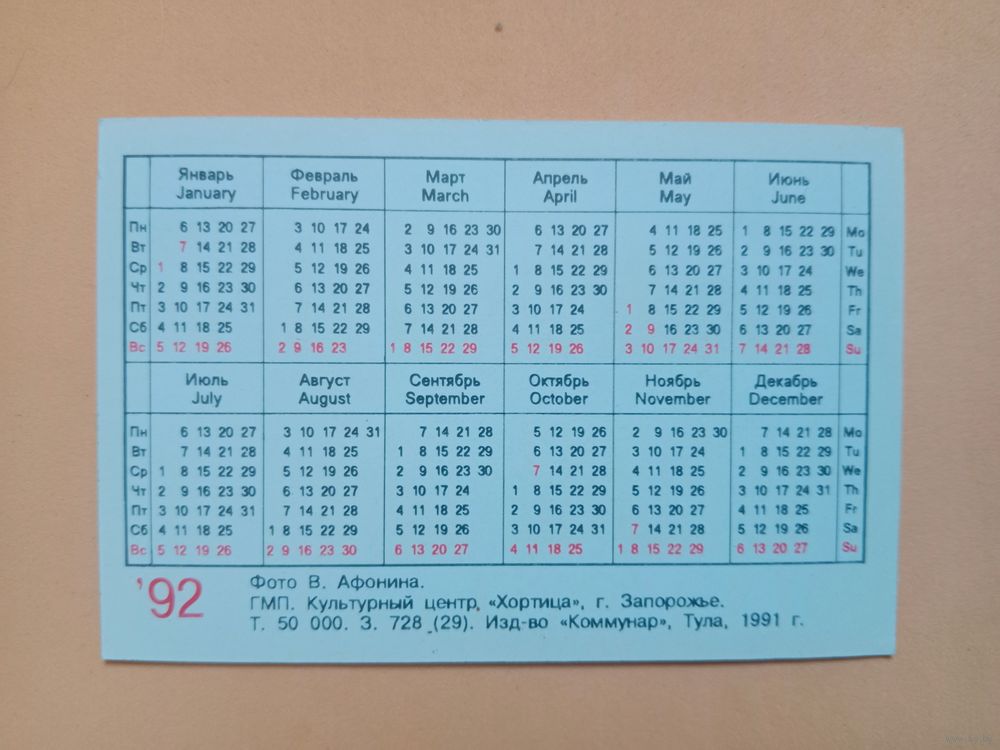 Январь Февраль Март Апрель Май Июнь
January February March April May June
Пн 6 13 20 27 3 10 17 24 2 9 16 23 30 6 13 20 27 4 11 18 25 1 8 15 22 29 Mo
Вт 7 14 21 28 4 11 18 25 3 10 17 24 31 7 14 21 28 5 12 19 26 2 9 16 23 30 Tu
Ср 1 8 15 22 29 5 12 19 26 4 11 18 25 1 8 15 22 29 6 13 20 27 3 10 17 24 We
Чт 2 9 16 23 30 6 13 20 27 5 12 19 26 2 9 16 23 30 7 14 21 28 4 11 18 25 Th
Пт 3 10 17 24 31 7 14 21 28 6 13 20 27 3 10 17 24 1 8 15 22 29 5 12 19 26 Fr
Сб 4 11 18 25 1 8 15 22 29 7 14 21 28 4 11 18 25 2 9 16 23 30 6 13 20 27 Sa
Вс 5 12 19 26 2 9 16 23 1 8 15 22 29 5 12 19 26 3 10 17 24 31 7 14 21 28 Su
Июль Август Сентябрь Октябрь Ноябрь Декабрь
July August September October November December
Пн 6 13 20 27 3 10 17 24 31 7 14 21 28 5 12 19 26 2 9 16 23 30 7 14 21 28 Mo
Вт 7 14 21 28 4 11 18 25 1 8 15 22 29 6 13 20 27 3 10 17 24 1 8 15 22 29 Tu
Ср 1 8 15 22 29 5 12 19 26 2 9 16 23 30 7 14 21 28 4 11 18 25 2 9 16 23 30 We
Чт 2 9 16 23 30 6 13 20 27 3 10 17 24 1 8 15 22 29 5 12 19 26 3 10 17 24 31 Th
Пт 3 10 17 24 31 7 14 21 28 4 11 18 25 2 9 16 23 30 6 13 20 27 4 11 18 25 Fr
Сб 4 11 18 25 1 8 15 22 29 5 12 19 26 3 10 17 24 31 7 14 21 28 5 12 19 26 Sa
Вс 5 12 19 26 2 9 16 23 30 6 13 20 27 4 11 18 25 1 8 15 22 29 6 13 20 27 Su
'92
Фото В. Афонина.
ГМП. Культурный центр «Хортица», г. Запорожье.
Т. 50 000. З. 728 (29). Изд-во «Коммунар», Тула, 1991 г.